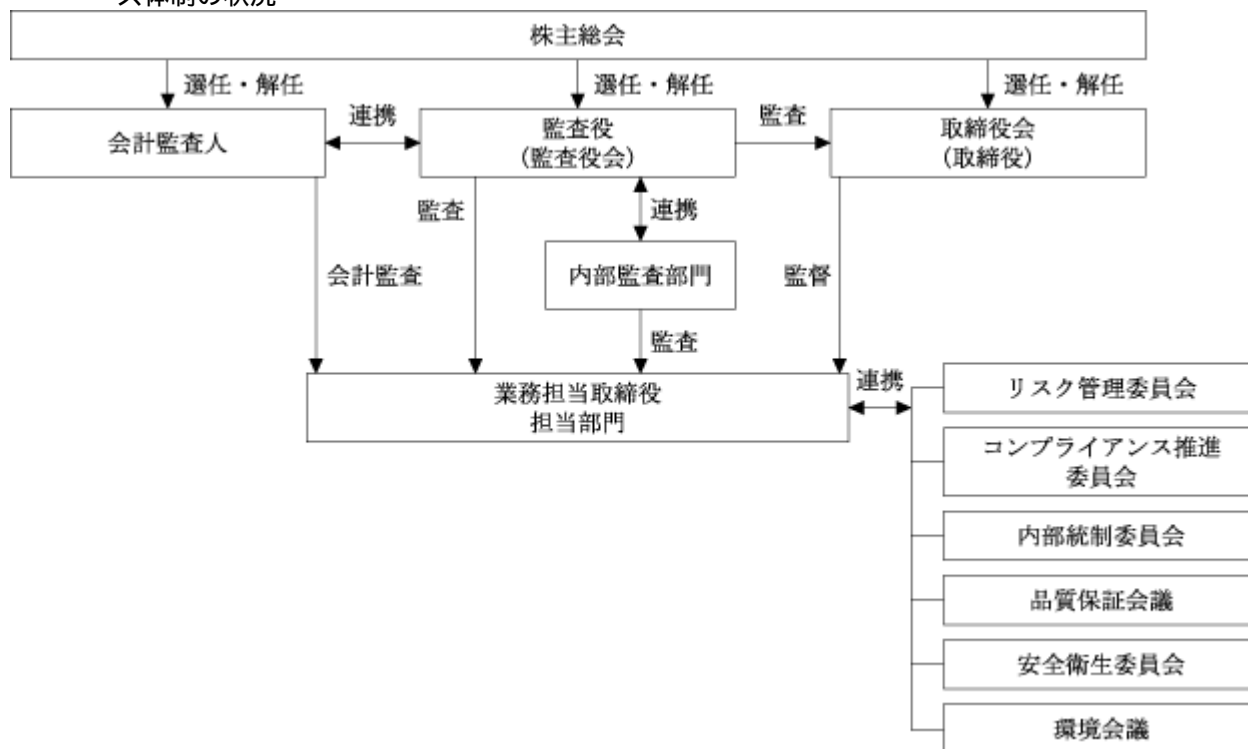 ス体制の状況
株主総会
選任・解任
選任・解任
選任・解任
会計監査人
連携
監査役
(監査役会)
監査
取締役会
(取締役)
監査
連携
会計監査
内部監査部門
監督
監査
業務担当取締役
担当部門
連携
リスク管理委員会
コンプライアンス推進
委員会
内部統制委員会
品質保証会議
安全衛生委員会
環境会議